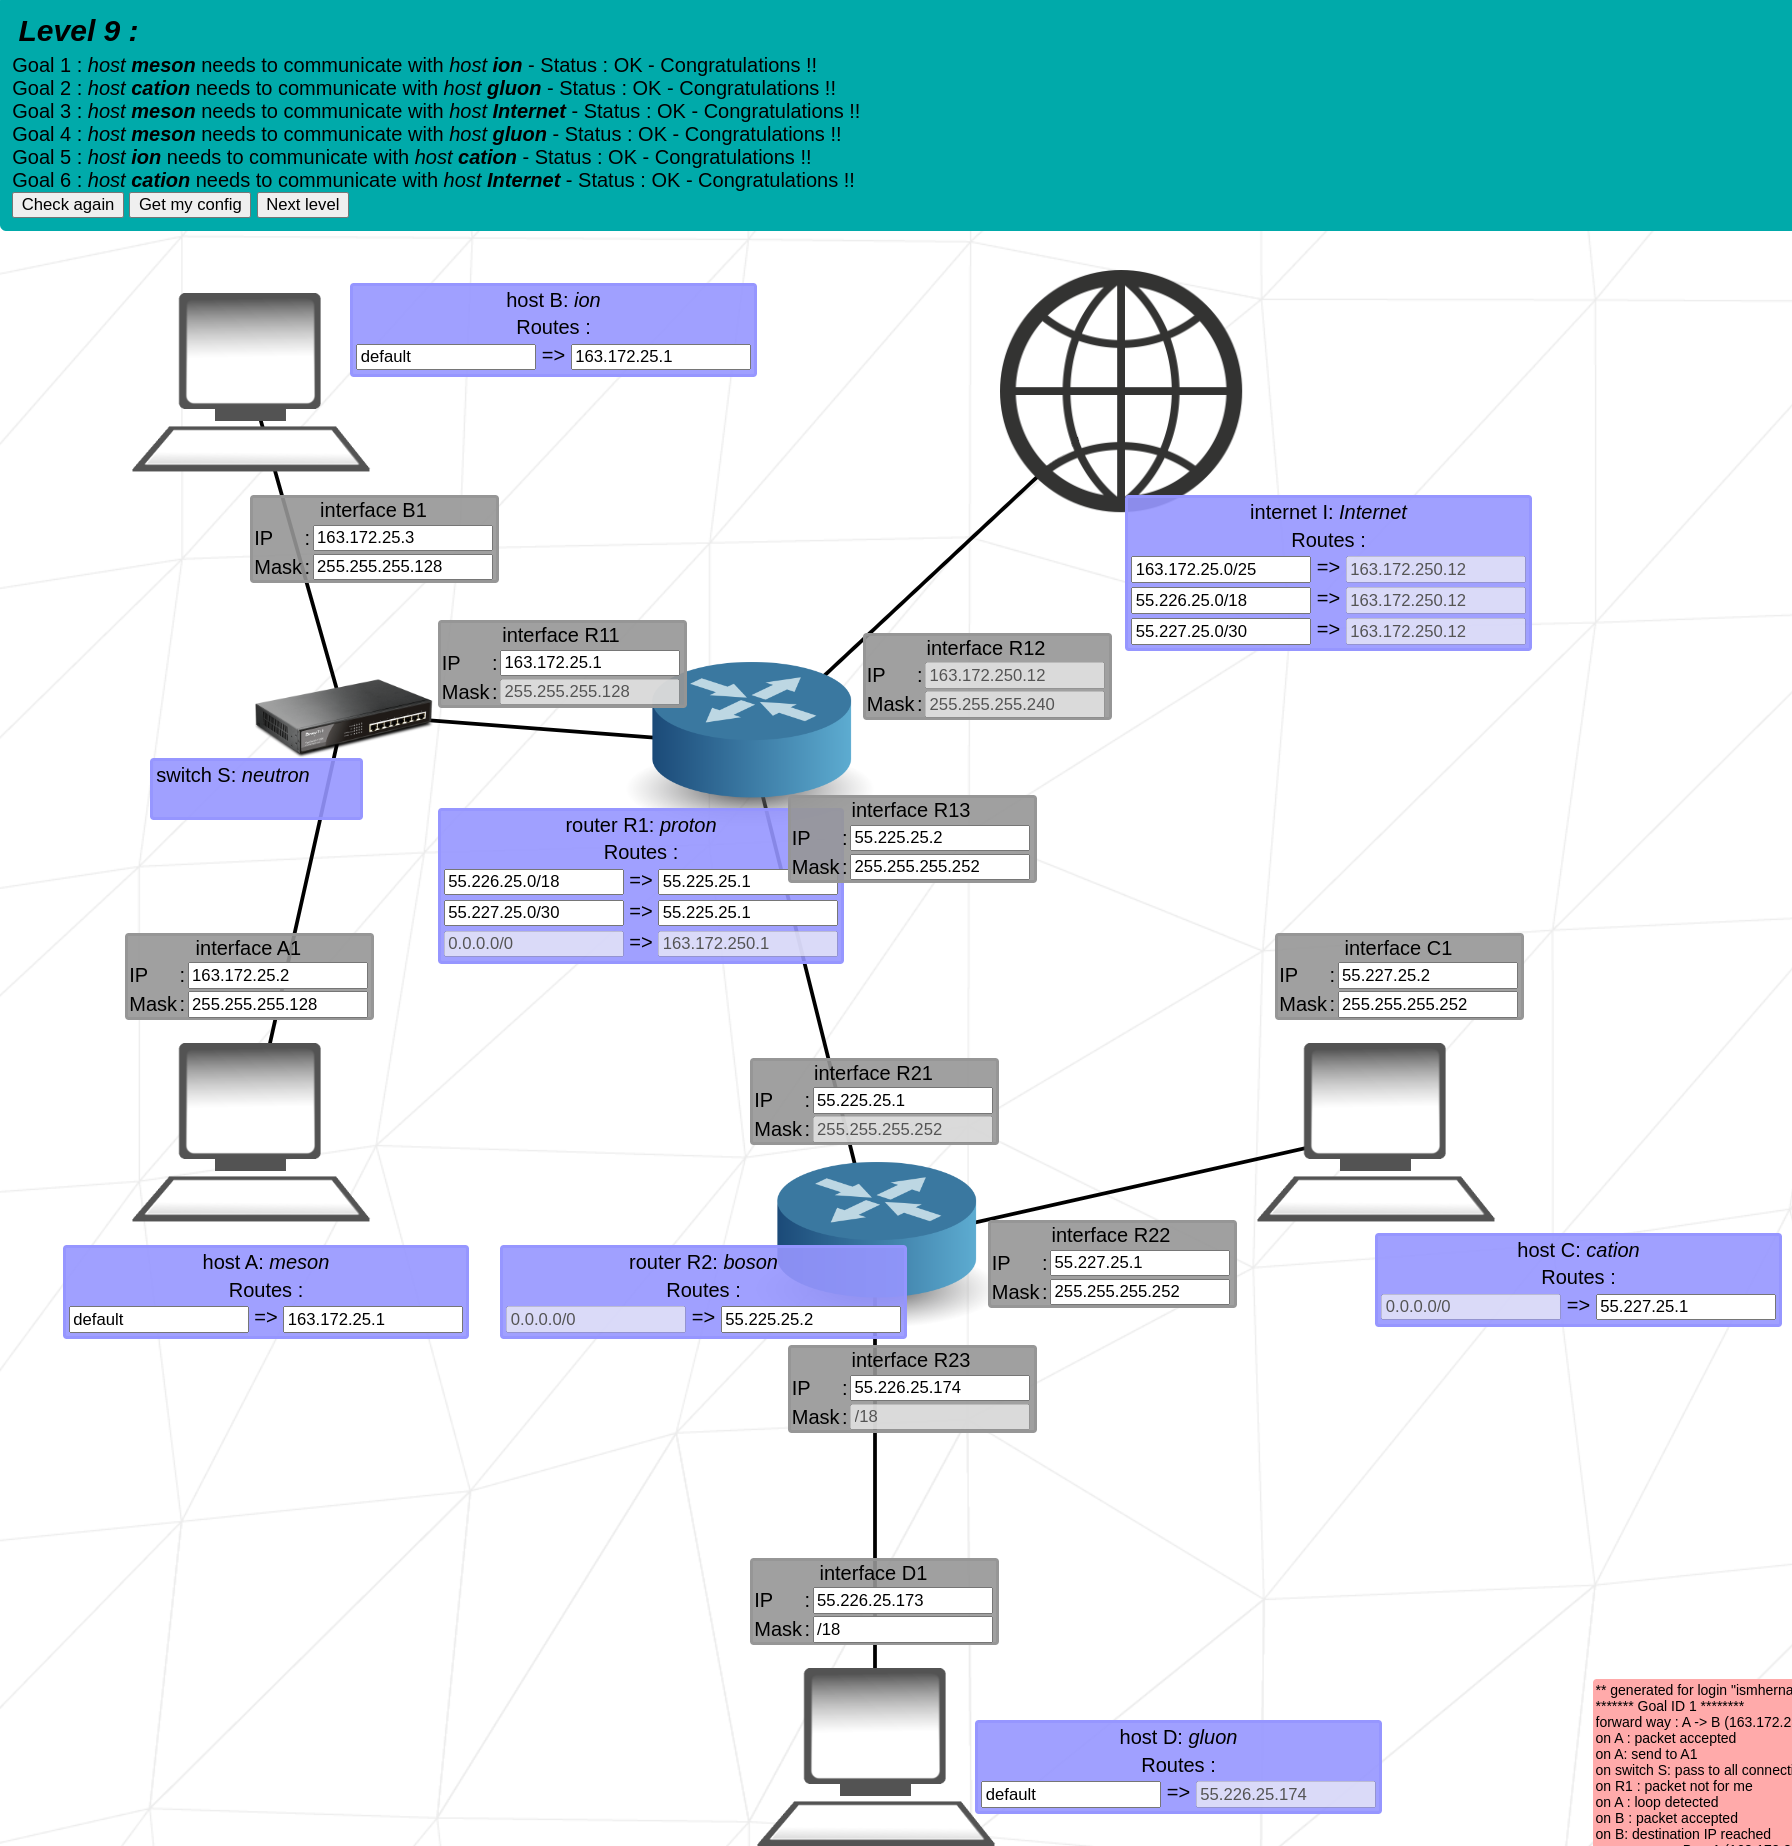 Level 9 :
Goal 1 : host meson needs to communicate with host ion - Status : OK - Congratulations !!
Goal 2 : host cation needs to communicate with host gluon - Status : OK - Congratulations !!
Goal 3 : host meson needs to communicate with host Internet - Status : OK - Congratulations !!
Goal 4 : host meson needs to communicate with host gluon - Status : OK - Congratulations !!
Goal 5 : host ion needs to communicate with host cation - Status : OK - Congratulations !!
Goal 6 : host cation needs to communicate with host Internet - Status : OK - Congratulations !!
Check again Get my config Next level
host B: ion
Routes :
default => 163.172.25.1
interface B1
IP : 163.172.25.3
Mask : 255.255.255.128
internet I: Internet
Routes :
163.172.25.0/25 => 163.172.250.12
55.226.25.0/18 => 163.172.250.12
55.227.25.0/30 => 163.172.250.12
interface R11
IP : 163.172.25.1
Mask : 255.255.255.128
interface R12
IP : 163.172.250.12
Mask : 255.255.255.240
switch S: neutron
router R1: proton
Routes :
55.226.25.0/18 => 55.225.25.1
55.227.25.0/30 => 55.225.25.1
0.0.0.0/0 => 163.172.250.1
interface R13
IP : 55.225.25.2
Mask : 255.255.255.252
interface A1
IP : 163.172.25.2
Mask : 255.255.255.128
interface C1
IP : 55.227.25.2
Mask : 255.255.255.252
interface R21
IP : 55.225.25.1
Mask : 255.255.255.252
interface R22
IP : 55.227.25.1
Mask : 255.255.255.252
host A: meson
Routes :
default => 163.172.25.1
router R2: boson
Routes :
0.0.0.0/0 => 55.225.25.2
host C: cation
Routes :
0.0.0.0/0 => 55.227.25.1
interface R23
IP : 55.226.25.174
Mask : /18
interface D1
IP : 55.226.25.173
Mask : /18
host D: gluon
Routes :
default => 55.226.25.174
** generated for login "ismherna
******* Goal ID 1 ********
forward way : A -> B (163.172.2
on A : packet accepted
on A: send to A1
on switch S: pass to all connecti
on R1 : packet not for me
on A : loop detected
on B : packet accepted
on B: destination IP reached